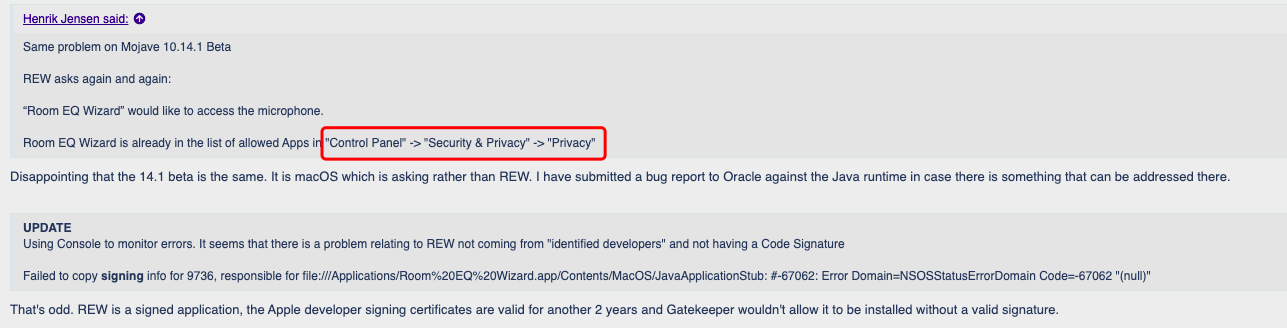 Henrik Jensen said:
Same problem on Mojave 10.14.1 Beta
REW asks again and again:
“Room EQ Wizard” would like to access the microphone.
Room EQ Wizard is already in the list of allowed Apps in "Control Panel" -> "Security & Privacy" -> "Privacy"
Disappointing that the 14.1 beta is the same. It is macOS which is asking rather than REW. I have submitted a bug report to Oracle against the Java runtime in case there is something that can be addressed there.
UPDATE
Using Console to monitor errors. It seems that there is a problem relating to REW not coming from "identified developers" and not having a Code Signature
Failed to copy signing info for 9736, responsible for file:///Applications/Room%20EQ%20Wizard.app/Contents/MacOS/JavaApplicationStub: #-67062: Error Domain=NSOSStatusErrorDomain Code=-67062 "(null)"
That's odd. REW is a signed application, the Apple developer signing certificates are valid for another 2 years and Gatekeeper wouldn't allow it to be installed without a valid signature.